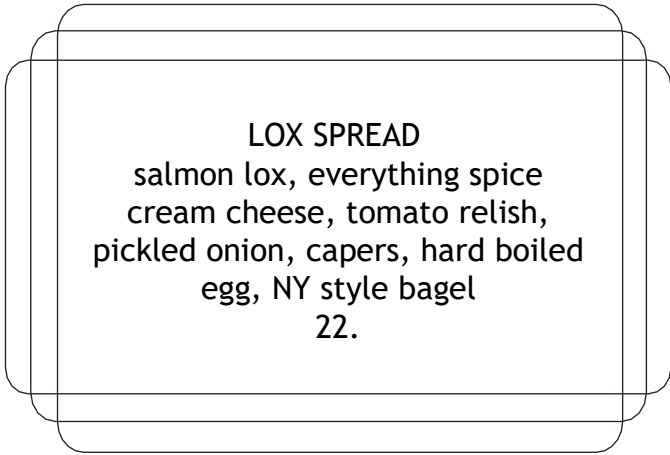 LOX SPREAD
salmon lox, everything spice
cream cheese, tomato relish,
pickled onion, capers, hard boiled
egg, NY style bagel
22.